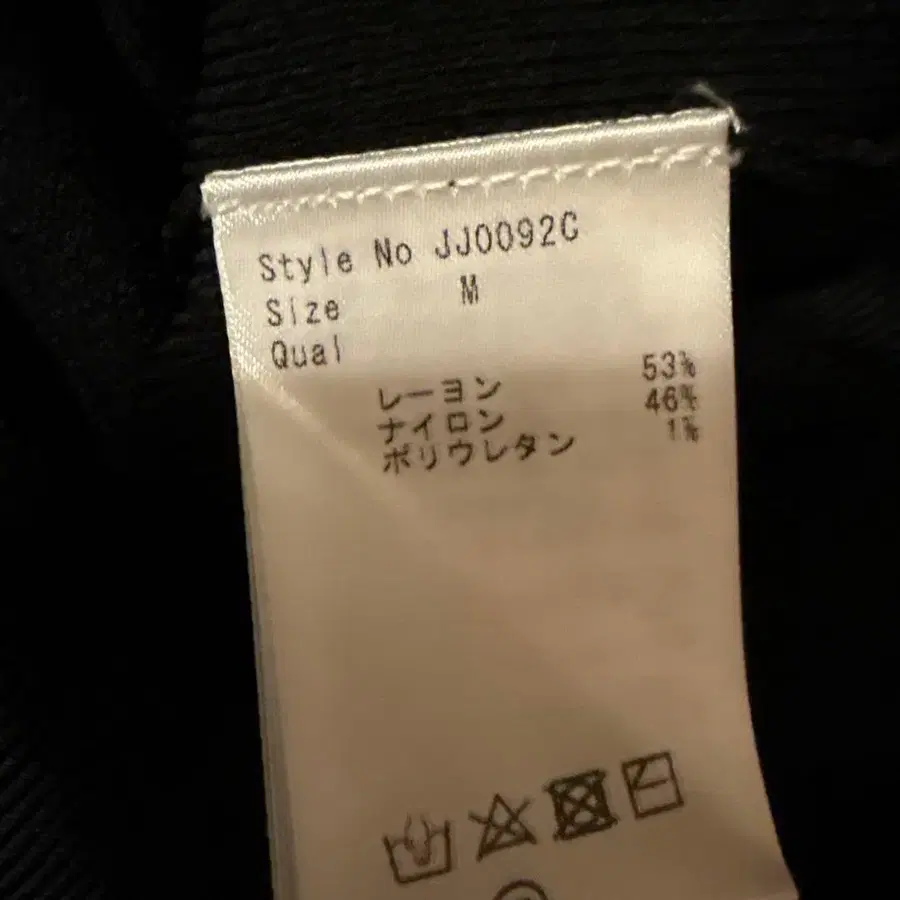 Style No JJ0092G
Size M
Qual
レーヨン 53%
ナイロン 46%
ポリウレタン 1%